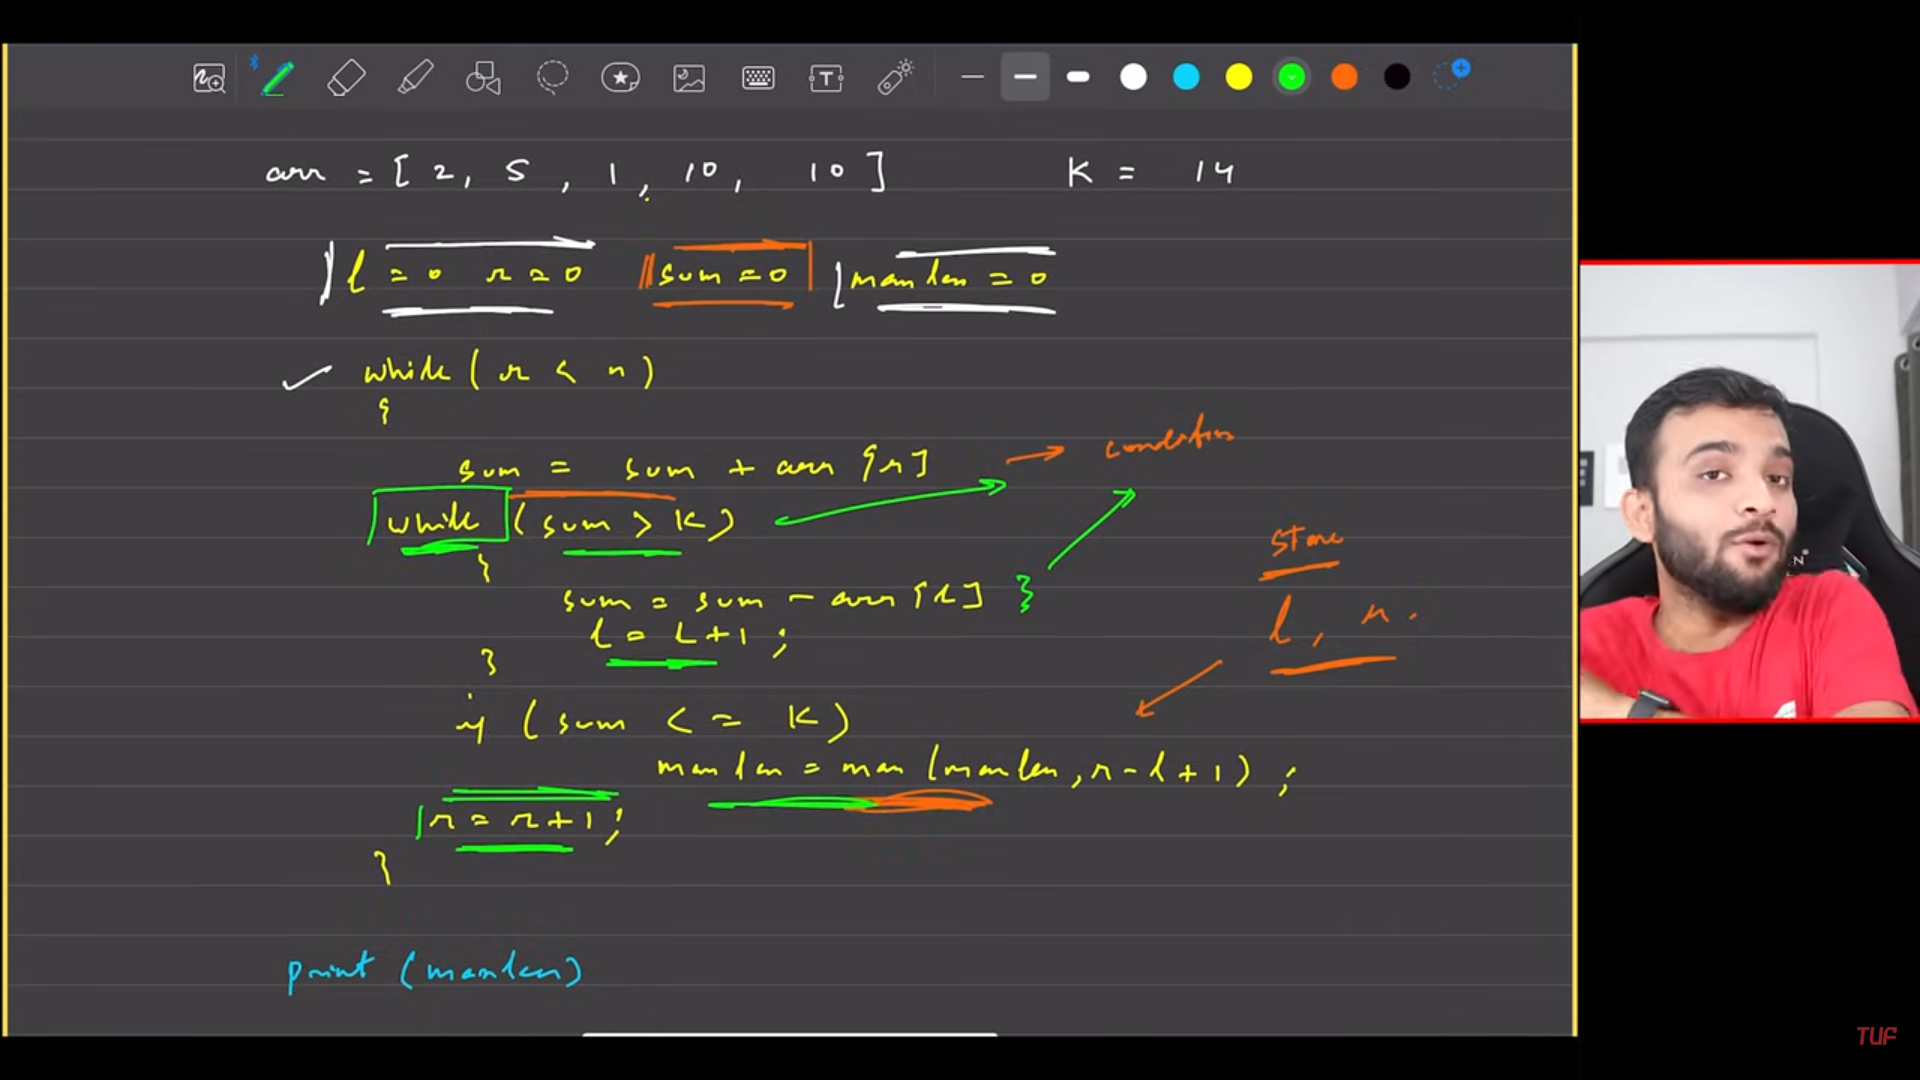 arr = [ 2, 5 , 1, 10, 10 ] K = 14
l = 0 r = 0 sum = 0 maxlen = 0
while ( r < n )
{
sum = sum + arr [r]
condition
while ( sum > K )
{
sum = sum - arr [l] }
l = l + 1 ;
}
store
l, r.
if ( sum <= K )
maxlen = max (maxlen, r - l + 1) ;
r = r + 1 ;
}
print (maxlen)
TUF